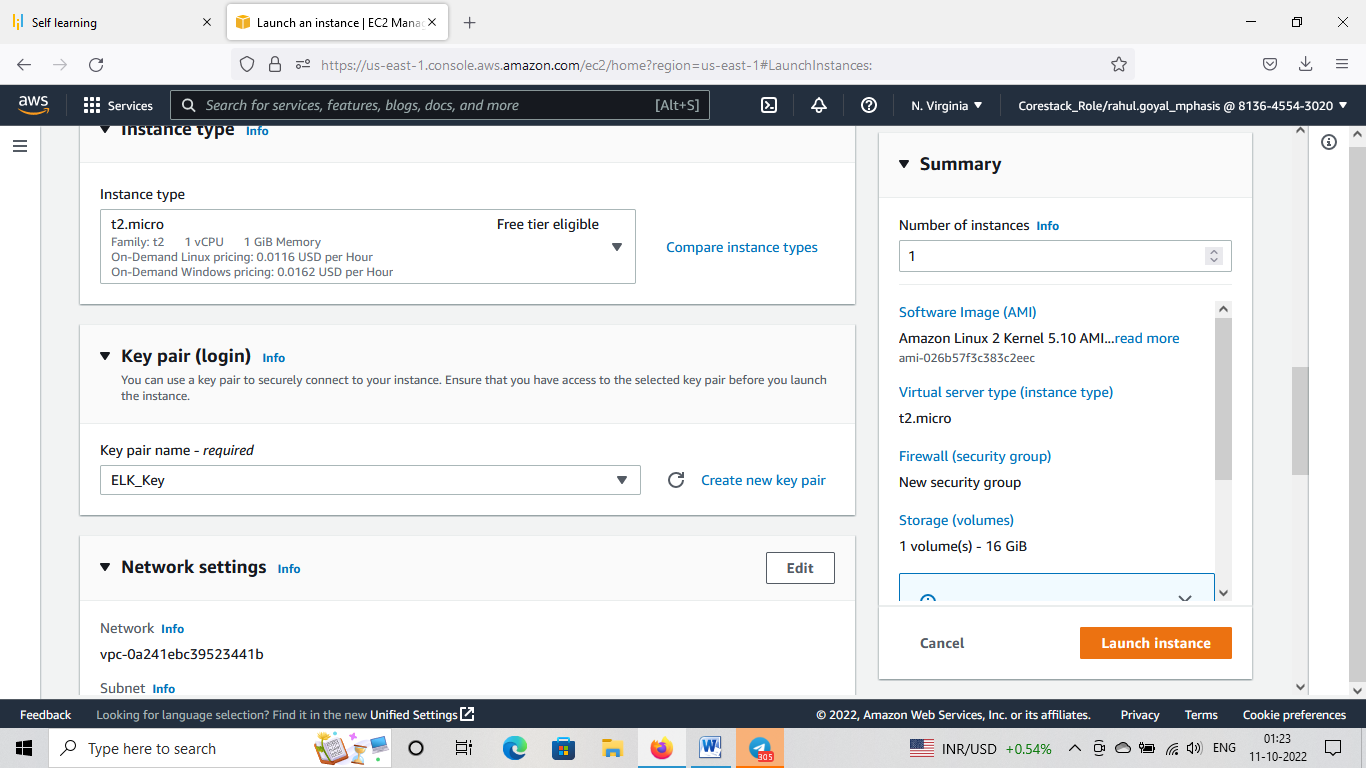 Self learning
Launch an instance | EC2 Mana
https://us-east-1.console.aws.amazon.com/ec2/home?region=us-east-1#LaunchInstances:
aws
Services
Search for services, features, blogs, docs, and more
[Alt+S]
N. Virginia
Corestack_Role/rahul.goyal_mphasis @ 8136-4554-3020
Instance type Info
Instance type
t2.micro
Free tier eligible
Family: t2 1 vCPU 1 GiB Memory
On-Demand Linux pricing: 0.0116 USD per Hour
On-Demand Windows pricing: 0.0162 USD per Hour
Compare instance types
Key pair (login) Info
You can use a key pair to securely connect to your instance. Ensure that you have access to the selected key pair before you launch
the instance.
Key pair name - required
ELK_Key
Create new key pair
Network settings Info
Edit
Network Info
vpc-0a241ebc39523441b
Subnet Info
Summary
Number of instances Info
1
Software Image (AMI)
Amazon Linux 2 Kernel 5.10 AMI...read more
ami-026b57f3c383c2eec
Virtual server type (instance type)
t2.micro
Firewall (security group)
New security group
Storage (volumes)
1 volume(s) - 16 GiB
Cancel
Launch instance
Feedback
Looking for language selection? Find it in the new Unified Settings
© 2022, Amazon Web Services, Inc. or its affiliates.
Privacy
Terms
Cookie preferences
Type here to search
305
INR/USD +0.54%
ENG
01:23
11-10-2022